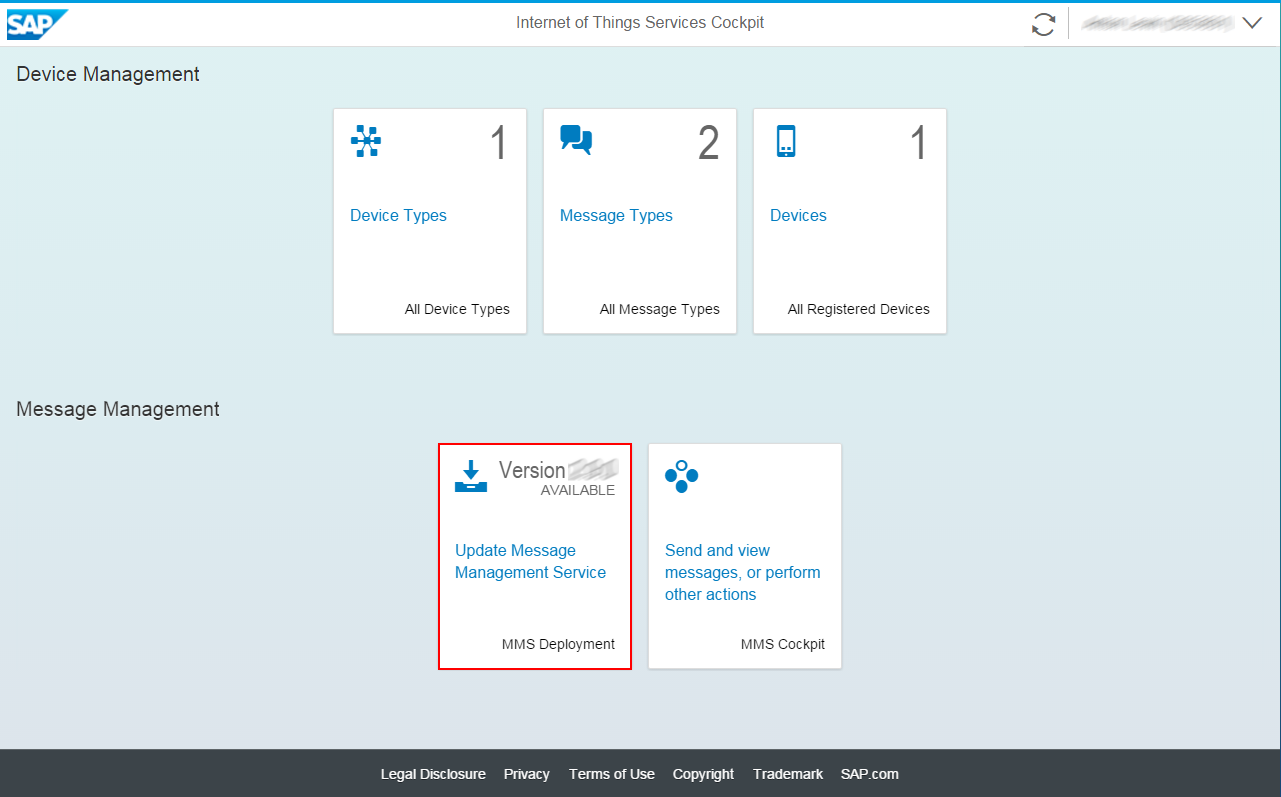 SAP
Internet of Things Services Cockpit
Device Management
1
Device Types
All Device Types
2
Message Types
All Message Types
1
Devices
All Registered Devices
Message Management
Version
AVAILABLE
Update Message
Management Service
MMS Deployment
Send and view
messages, or perform
other actions
MMS Cockpit
Legal Disclosure Privacy Terms of Use Copyright Trademark SAP.com